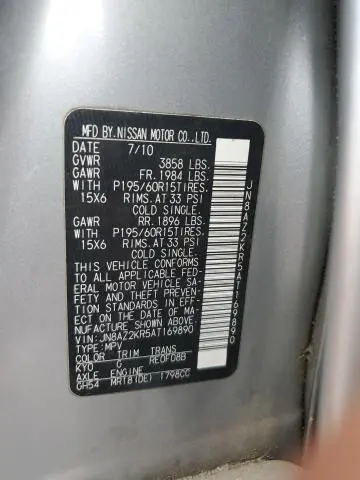 MFD BY. NISSAN MOTOR CO., LTD.
DATE 7/10
GVWR 3858 LBS.
GAWR FR. 1984 LBS.
WITH P195/60R15TIRES.
15X6 RIMS.AT 33 PSI
COLD SINGLE.
GAWR RR. 1896 LBS.
WITH P195/60R15TIRES.
15X6 RIMS.AT 33 PSI
COLD SINGLE.
THIS VEHICLE CONFORMS
TO ALL APPLICABLE FED-
ERAL MOTOR VEHICLE SA-
FETY AND THEFT PREVEN-
TION STANDARDS IN EFF-
ECT ON THE DATE OF MA-
NUFACTURE SHOWN ABOVE.
VIN:JN8AZ2KR5AT169890
TYPE:MPV
COLOR TRIM TRANS
KY0 G RE0F08B
AXLE ENGINE
GH54 MR18(DE) 1798CC
JN8AZ2KR5AT169890